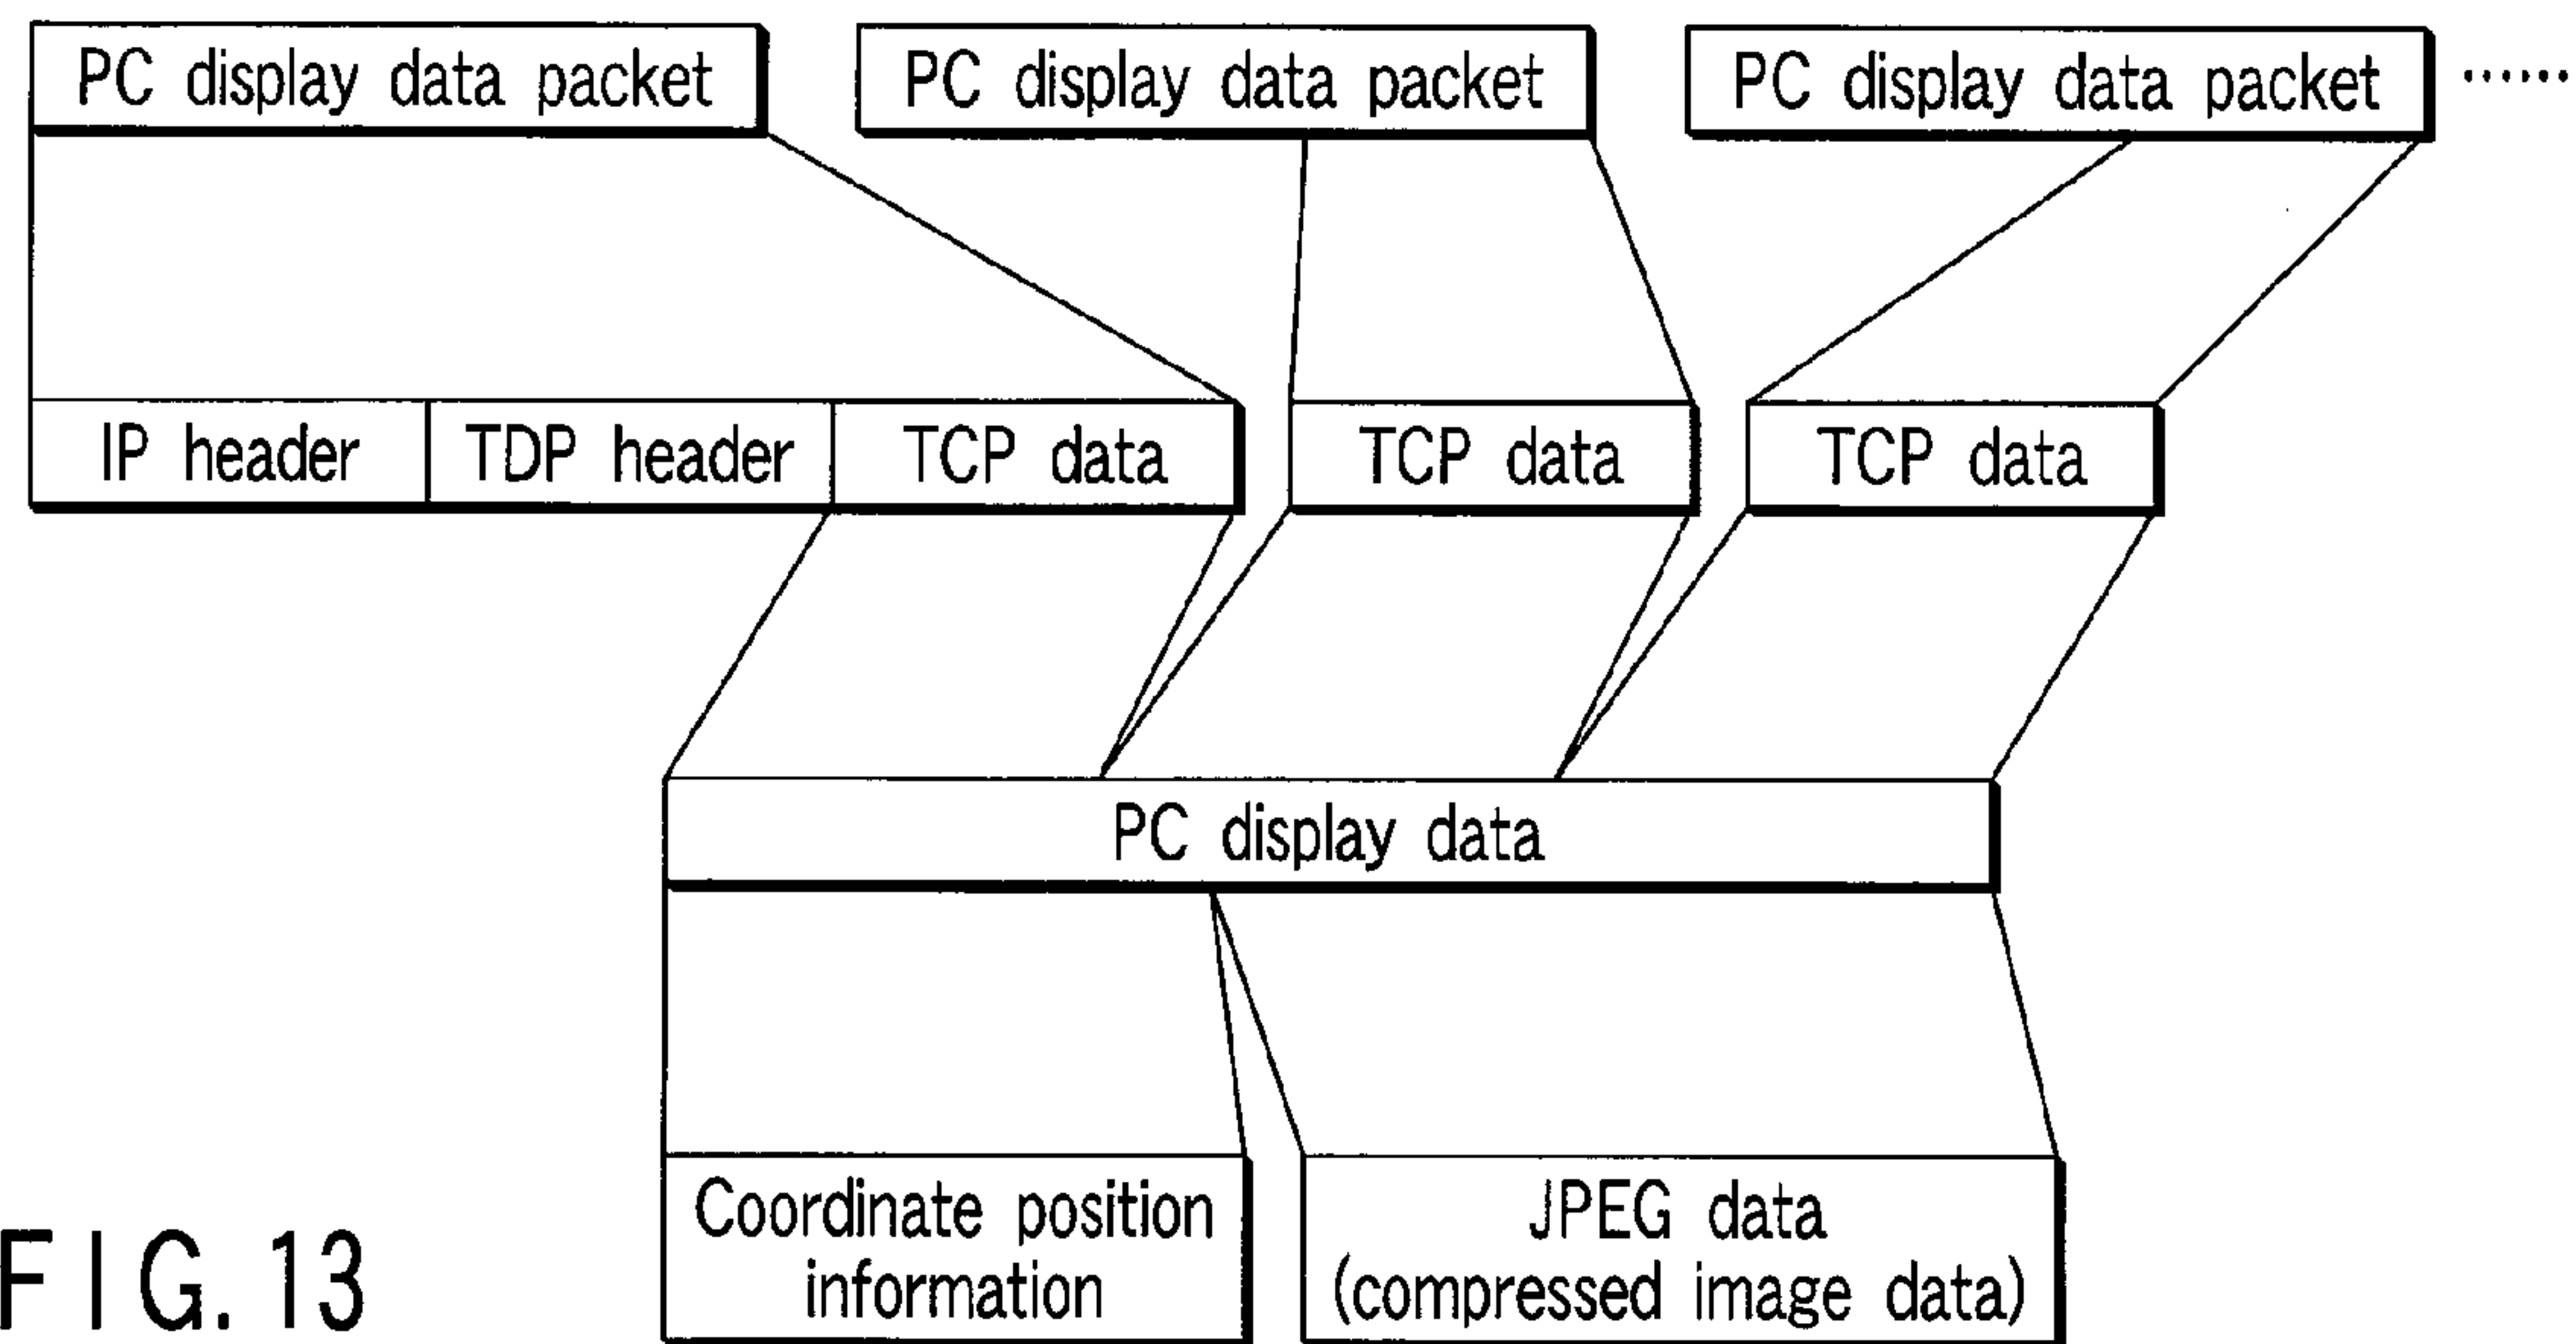 PC display data packet
PC display data packet
PC display data packet ......
IP header
TDP header
TCP data
TCP data
TCP data
PC display data
Coordinate position
information
JPEG data
(compressed image data)
FIG.13